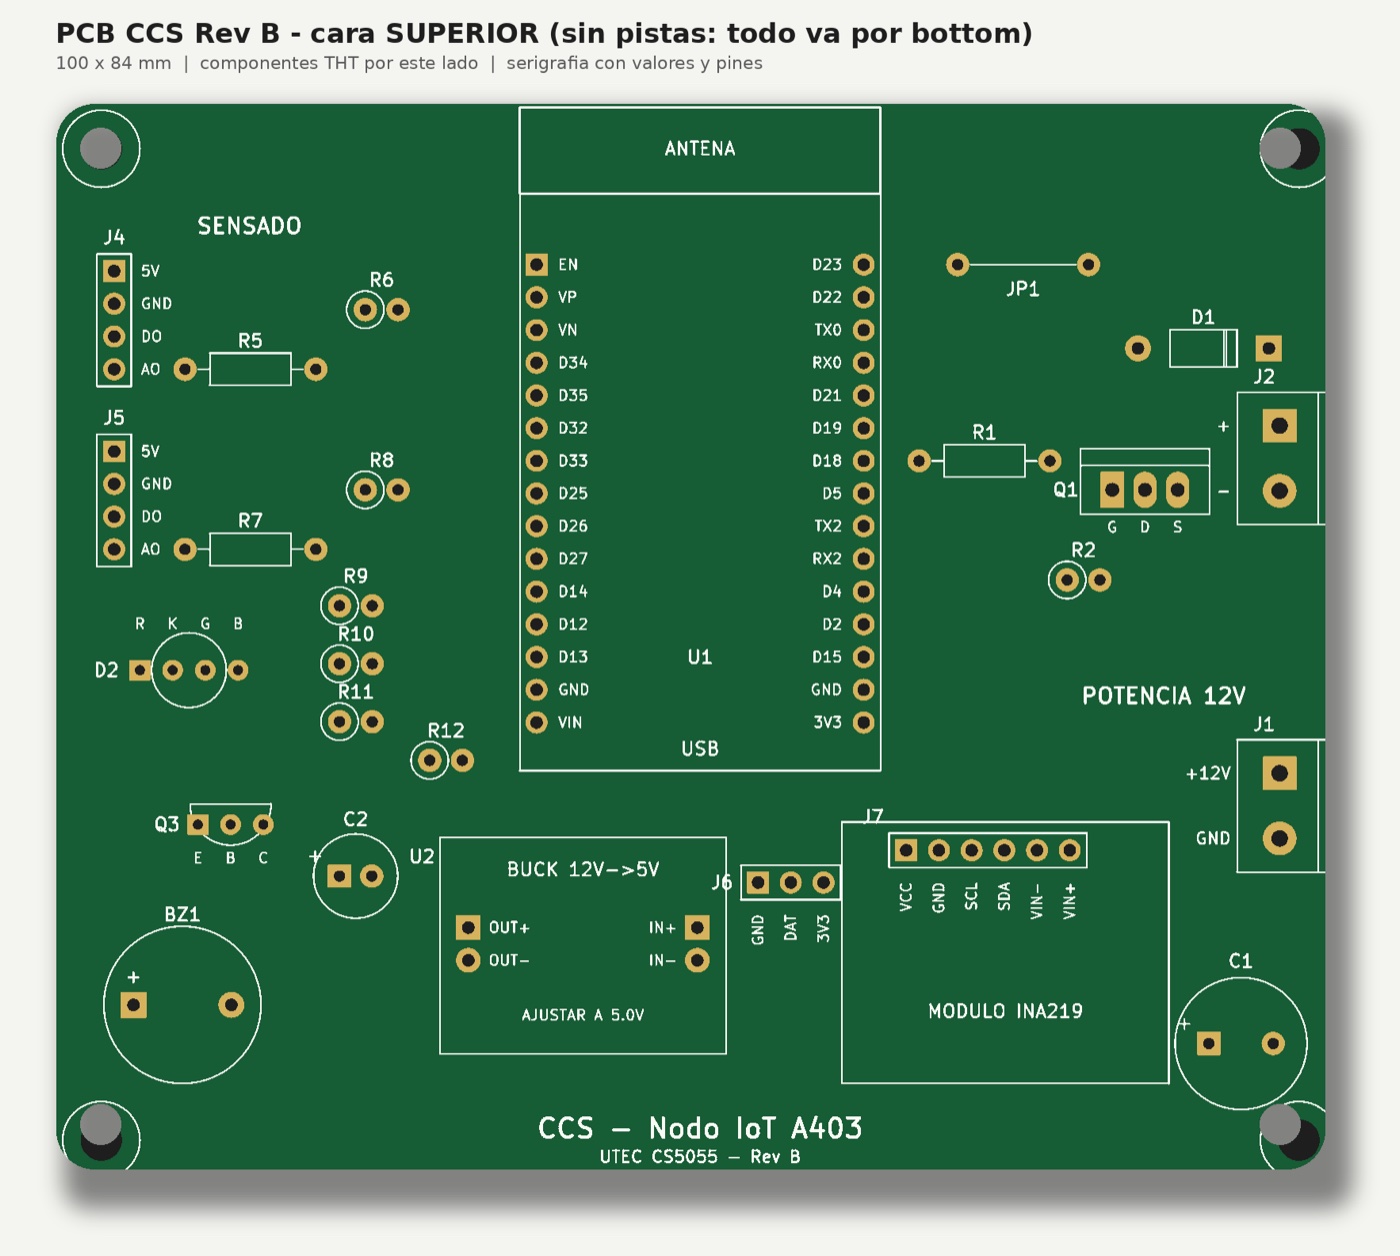 PCB CCS Rev B - cara SUPERIOR (sin pistas: todo va por bottom)
100 x 84 mm | componentes THT por este lado | serigrafia con valores y pines
ANTENA
SENSADO
J4
5V
GND
DO
AO
R6
R5
J5
5V
GND
DO
AO
R8
R7
R9
R10
R11
R12
R K G B
D2
EN
VP
VN
D34
D35
D32
D33
D25
D26
D27
D14
D12
D13
GND
VIN
D23
D22
TX0
RX0
D21
D19
D18
D5
TX2
RX2
D4
D2
D15
GND
3V3
U1
USB
JP1
D1
J2
+
−
R1
Q1
G D S
R2
POTENCIA 12V
J1
+12V
GND
Q3
E B C
C2
+
U2
BUCK 12V->5V
OUT+ IN+
OUT− IN−
AJUSTAR A 5.0V
J6
GND DAT 3V3
J7
VCC GND SCL SDA VIN− VIN+
MODULO INA219
BZ1
+
C1
+
CCS − Nodo IoT A403
UTEC CS5055 − Rev B